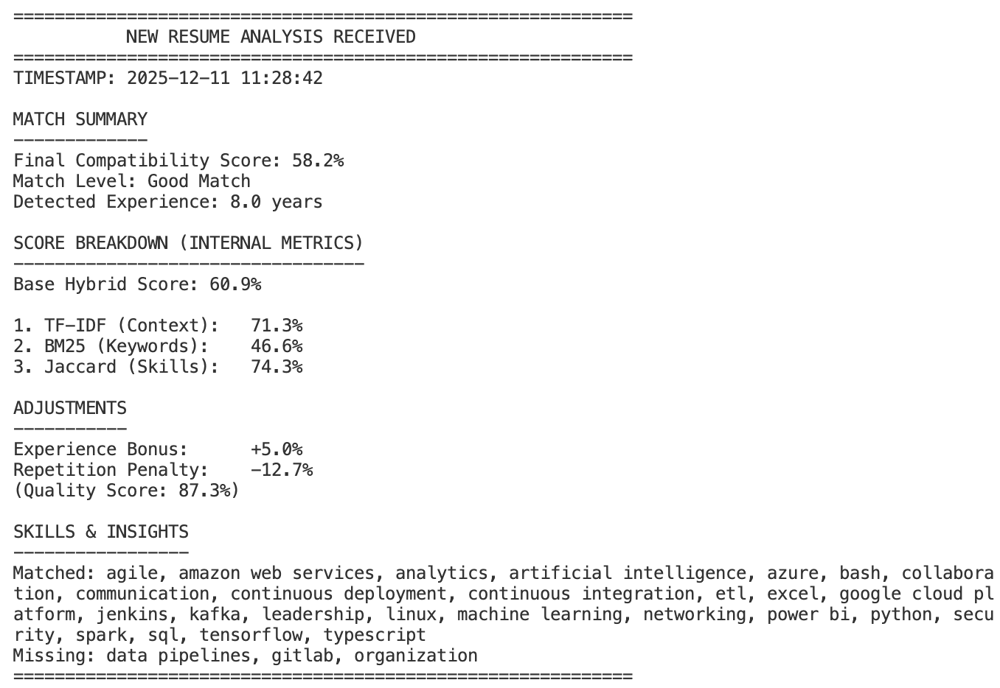 ============================================================
           NEW RESUME ANALYSIS RECEIVED
============================================================
TIMESTAMP: 2025-12-11 11:28:42

MATCH SUMMARY
-------------
Final Compatibility Score: 58.2%
Match Level: Good Match
Detected Experience: 8.0 years

SCORE BREAKDOWN (INTERNAL METRICS)
----------------------------------
Base Hybrid Score: 60.9%

1. TF-IDF (Context):   71.3%
2. BM25 (Keywords):    46.6%
3. Jaccard (Skills):   74.3%

ADJUSTMENTS
-----------
Experience Bonus:      +5.0%
Repetition Penalty:    -12.7%
(Quality Score: 87.3%)

SKILLS & INSIGHTS
-----------------
Matched: agile, amazon web services, analytics, artificial intelligence, azure, bash, collabora
tion, communication, continuous deployment, continuous integration, etl, excel, google cloud pl
atform, jenkins, kafka, leadership, linux, machine learning, networking, power bi, python, secu
rity, spark, sql, tensorflow, typescript
Missing: data pipelines, gitlab, organization
============================================================